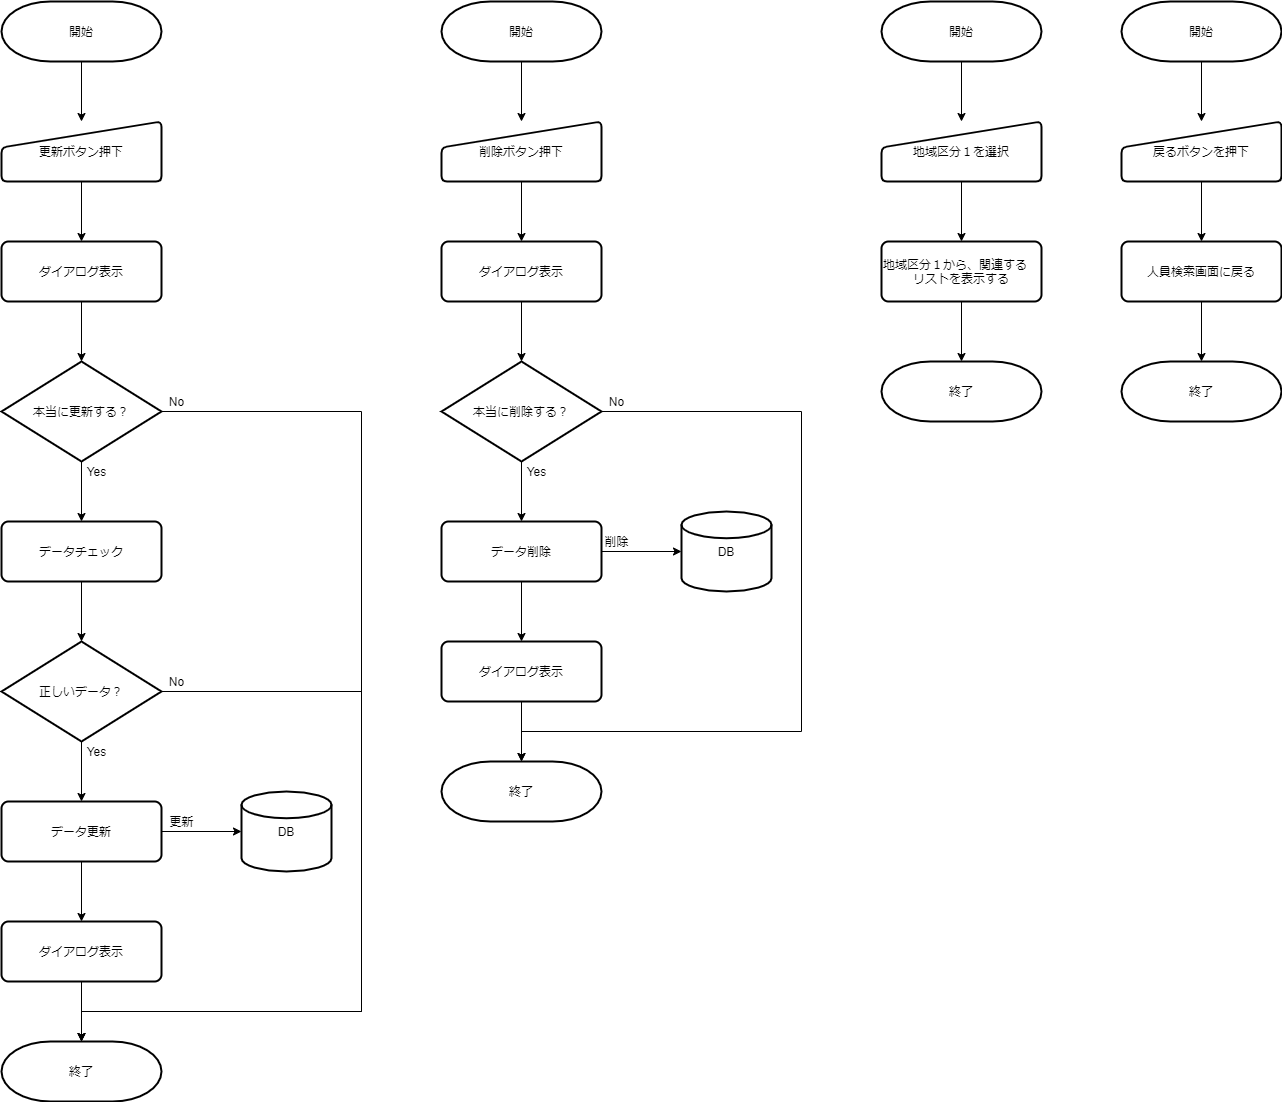 開始
更新ボタン押下
ダイアログ表示
本当に更新する？
No
Yes
データチェック
正しいデータ？
No
Yes
データ更新
更新
DB
ダイアログ表示
終了
開始
削除ボタン押下
ダイアログ表示
本当に削除する？
No
Yes
データ削除
削除
DB
ダイアログ表示
終了
開始
地域区分１を選択
地域区分１から、関連する
リストを表示する
終了
開始
戻るボタンを押下
人員検索画面に戻る
終了